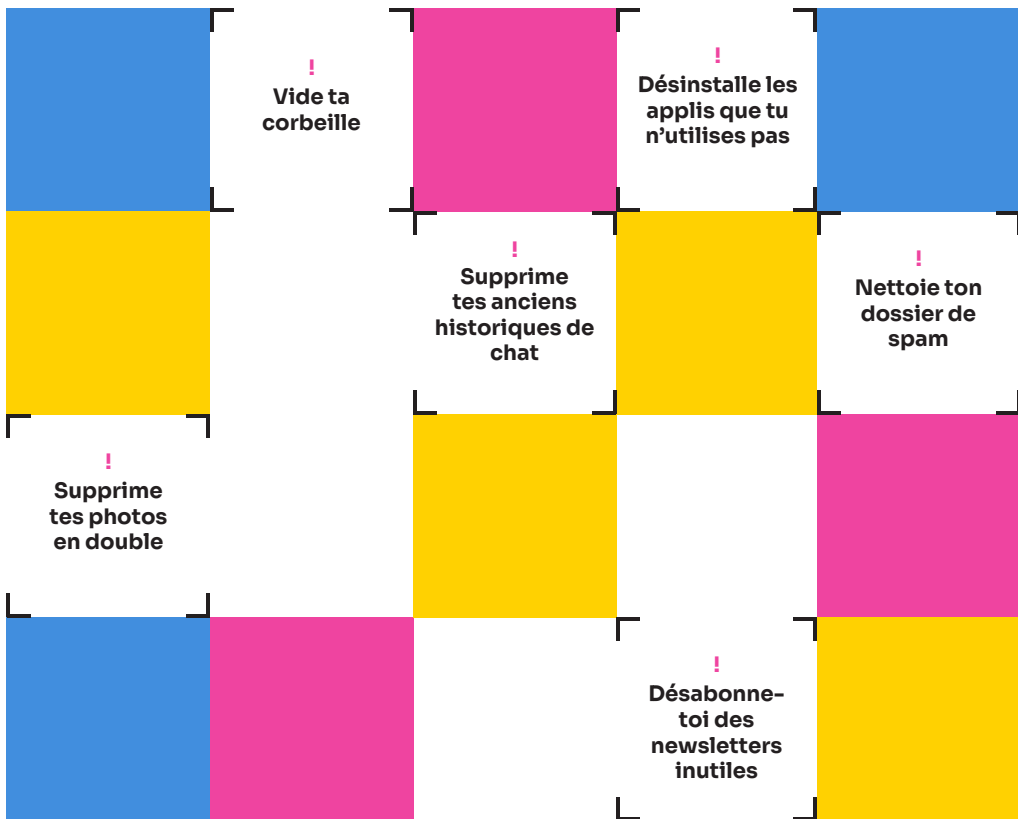 !
Vide ta
corbeille
!
Désinstalle les
applis que tu
n’utilises pas
!
Supprime
tes anciens
historiques de
chat
!
Nettoie ton
dossier de
spam
!
Supprime
tes photos
en double
!
Désabonne-
toi des
newsletters
inutiles